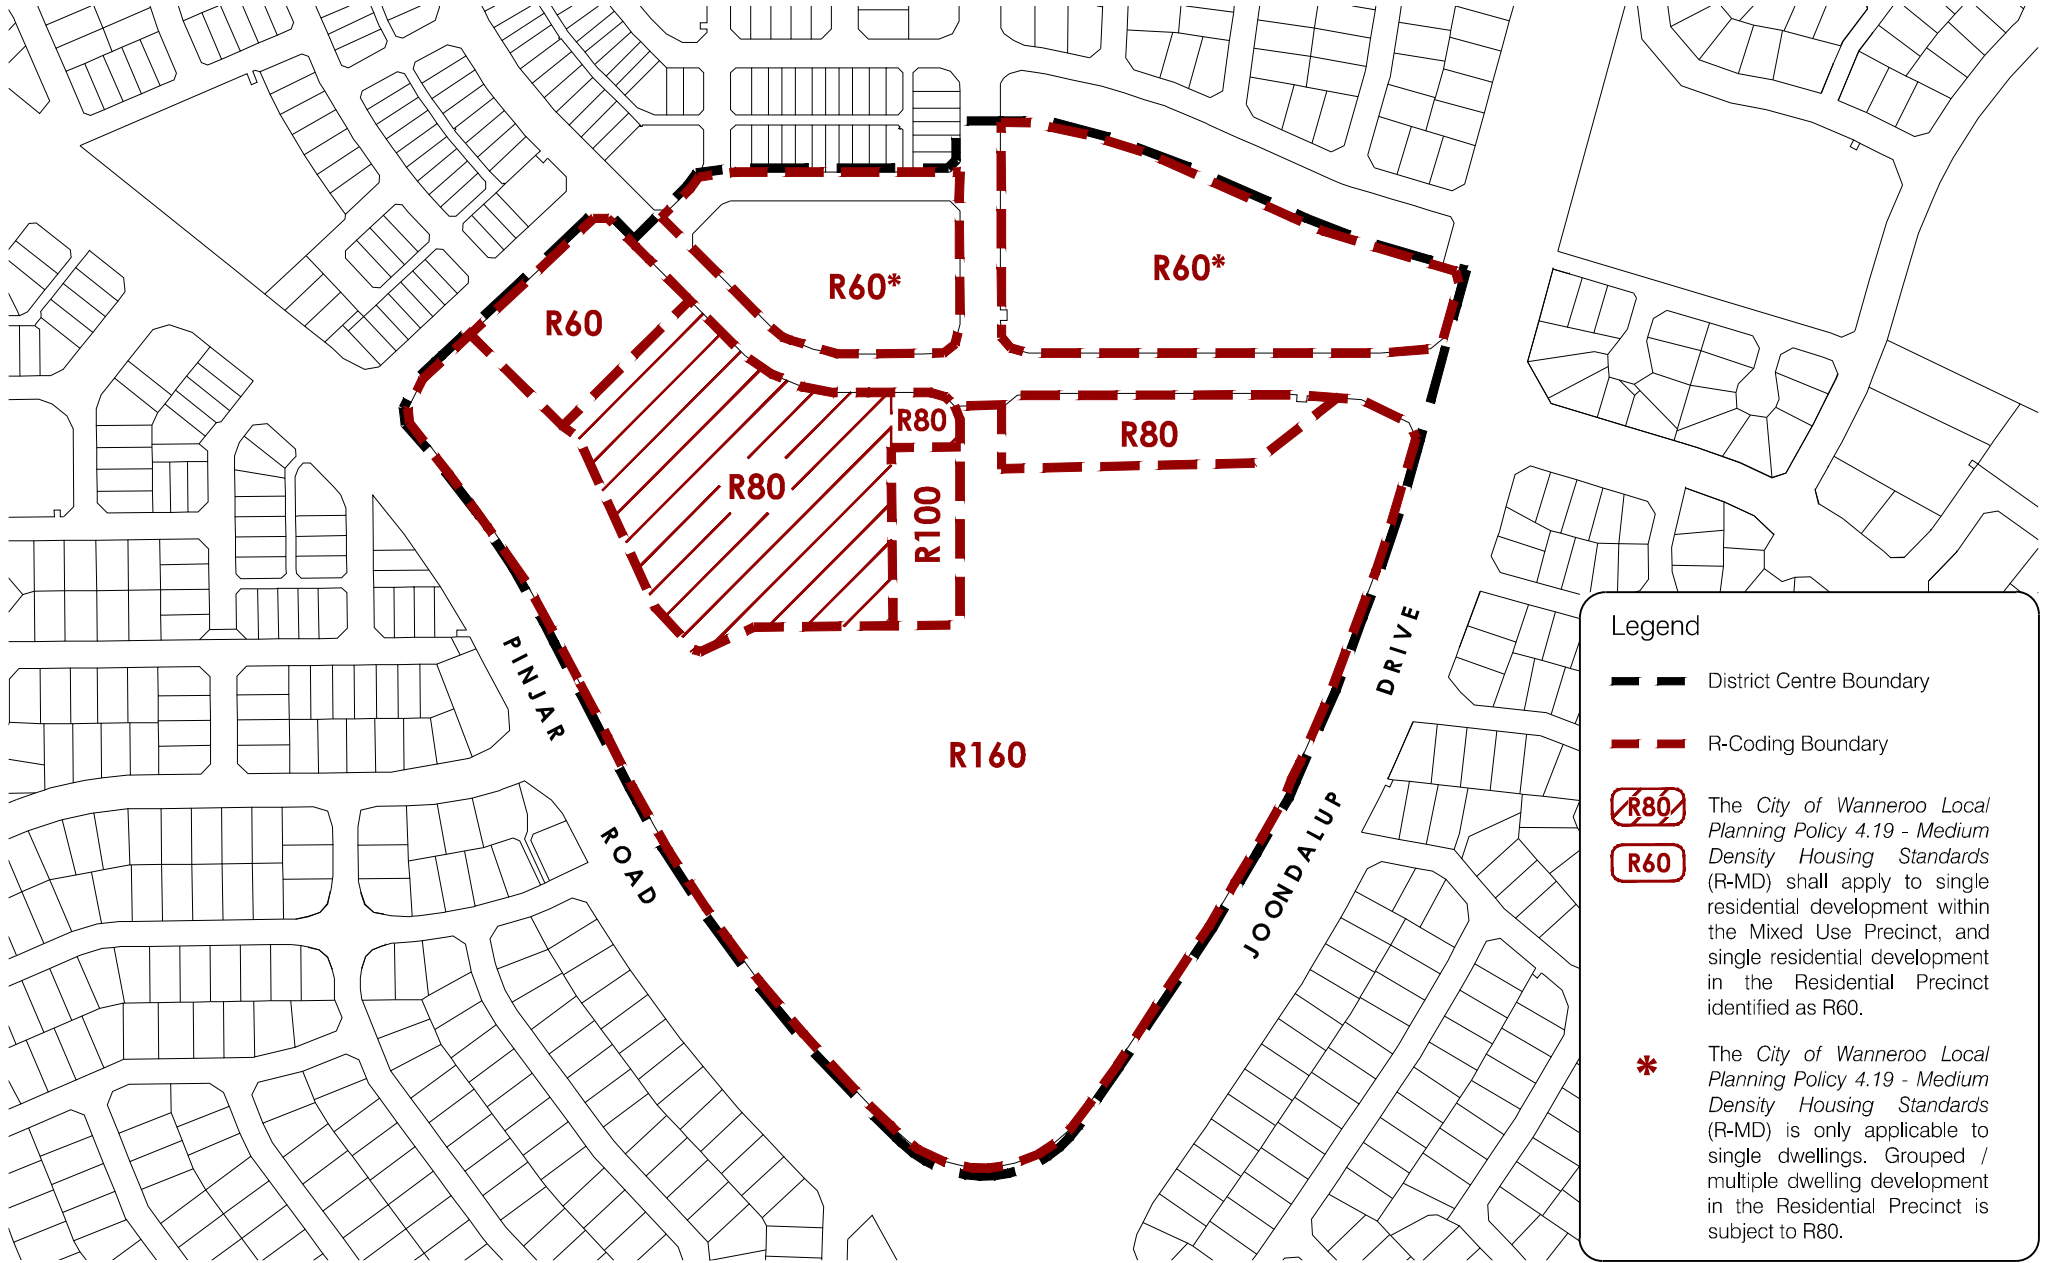 R60*
R60*
R60
R80
R80
R80
R100
R160
PINJAR
ROAD
JOONDALUP
DRIVE
Legend
District Centre Boundary
R-Coding Boundary
R80
R60
The City of Wanneroo Local
Planning Policy 4.19 - Medium
Density Housing Standards
(R-MD) shall apply to single
residential development within
the Mixed Use Precinct, and
single residential development
in the Residential Precinct
identified as R60.
*
The City of Wanneroo Local
Planning Policy 4.19 - Medium
Density Housing Standards
(R-MD) is only applicable to
single dwellings. Grouped /
multiple dwelling development
in the Residential Precinct is
subject to R80.